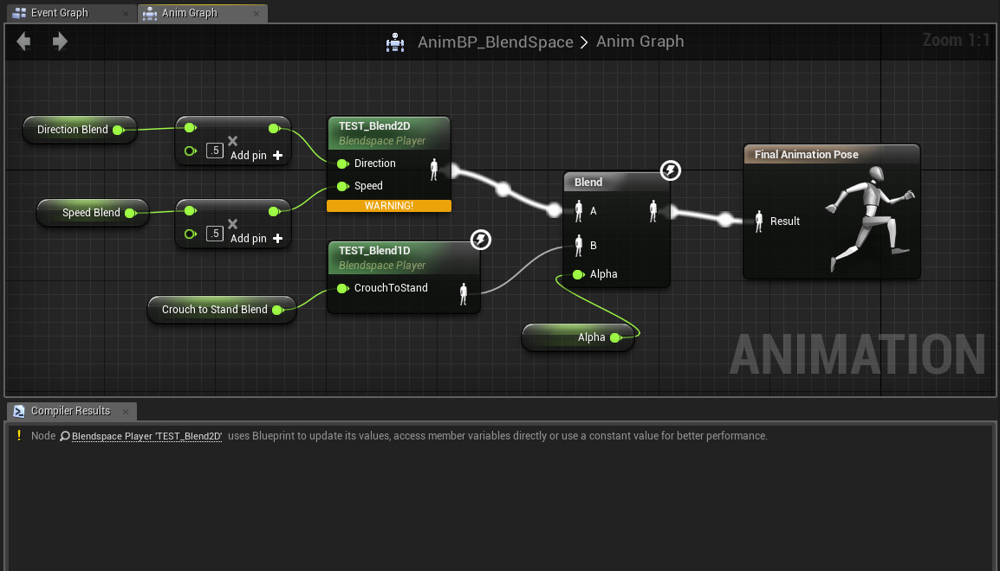 Event Graph
Anim Graph
AnimBP_BlendSpace > Anim Graph
Zoom 1:1
Direction Blend
.5
Add pin
TEST_Blend2D
Blendspace Player
Direction
Speed
WARNING!
Speed Blend
.5
Add pin
TEST_Blend1D
Blendspace Player
CrouchToStand
Crouch to Stand Blend
Blend
A
B
Alpha
Alpha
Final Animation Pose
Result
ANIMATION
Compiler Results
! Node Blendspace Player 'TEST_Blend2D' uses Blueprint to update its values, access member variables directly or use a constant value for better performance.